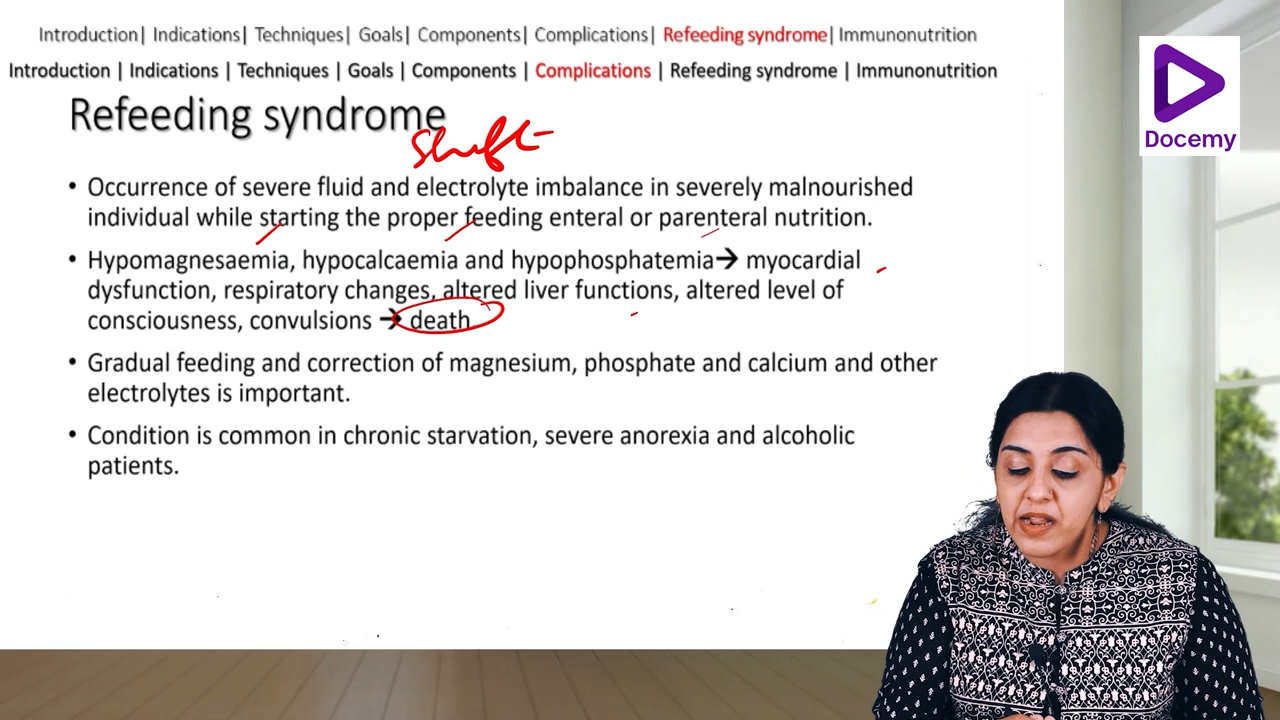 Introduction| Indications| Techniques| Goals| Components| Complications| Refeeding syndrome| Immunonutrition
Introduction | Indications | Techniques | Goals | Components | Complications | Refeeding syndrome | Immunonutrition
Refeeding syndrome
Shift
• Occurrence of severe fluid and electrolyte imbalance in severely malnourished
individual while starting the proper feeding enteral or parenteral nutrition.
• Hypomagnesaemia, hypocalcaemia and hypophosphatemia➔ myocardial
dysfunction, respiratory changes, altered liver functions, altered level of
consciousness, convulsions ➔ death
• Gradual feeding and correction of magnesium, phosphate and calcium and other
electrolytes is important.
• Condition is common in chronic starvation, severe anorexia and alcoholic
patients.
Docemy